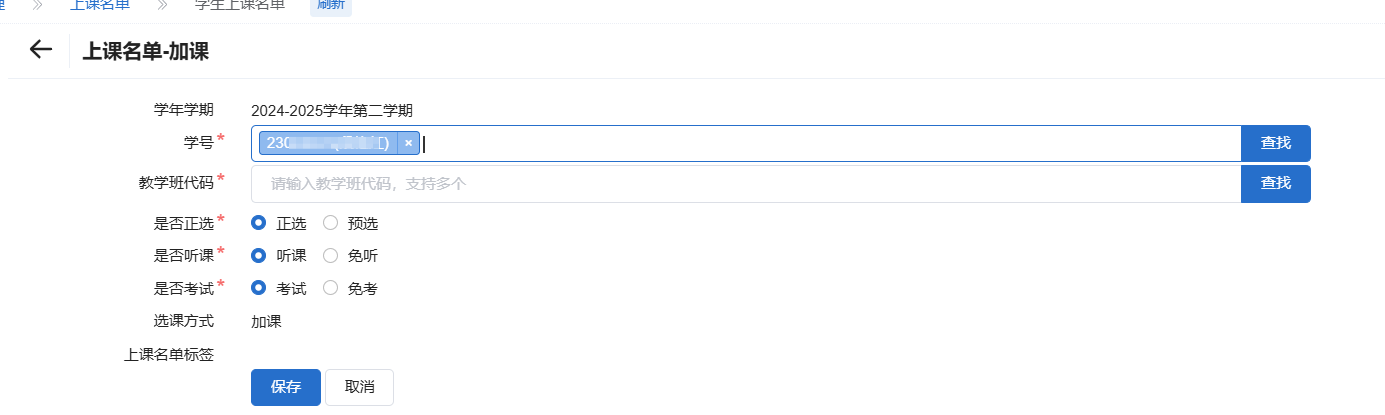 上课名单 学生上课名单 刷新
上课名单-加课
学年学期 2024-2025学年第二学期
学号* 230 × 查找
教学班代码* 请输入教学班代码，支持多个 查找
是否正选* 正选 预选
是否听课* 听课 免听
是否考试* 考试 免考
选课方式 加课
上课名单标签
保存 取消